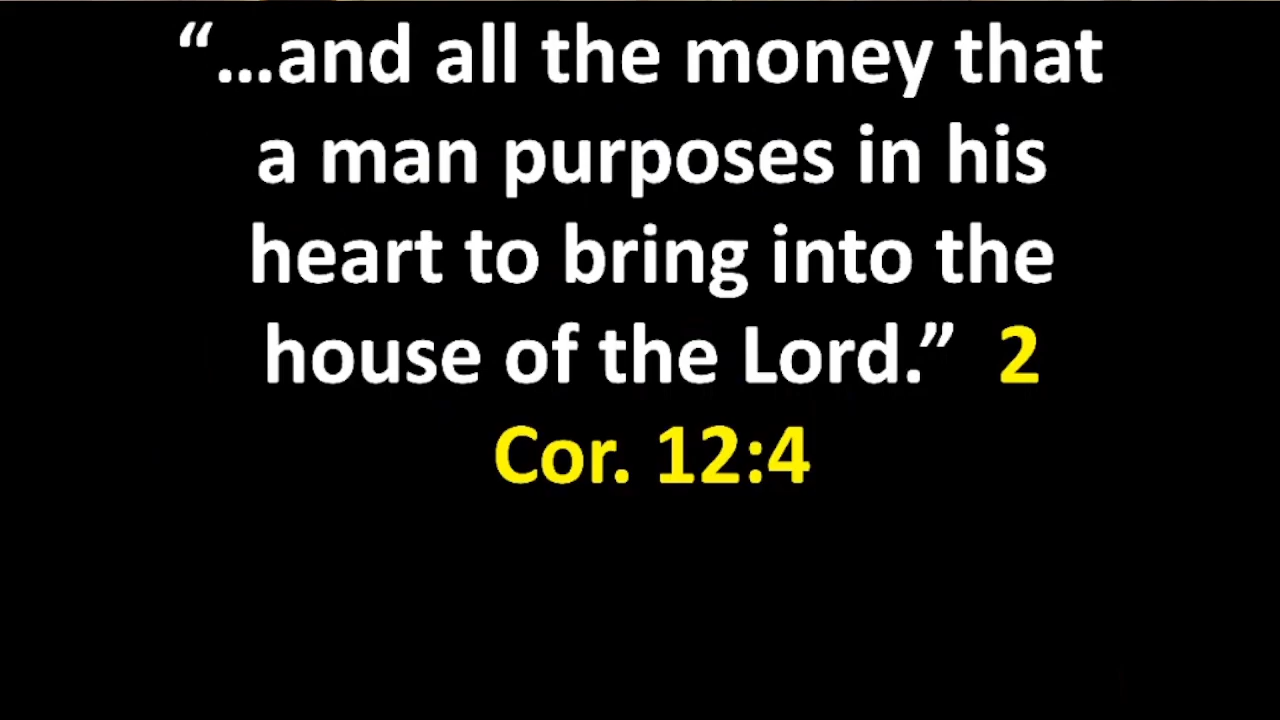 “...and all the money that
a man purposes in his
heart to bring into the
house of the Lord.” 2
Cor. 12:4